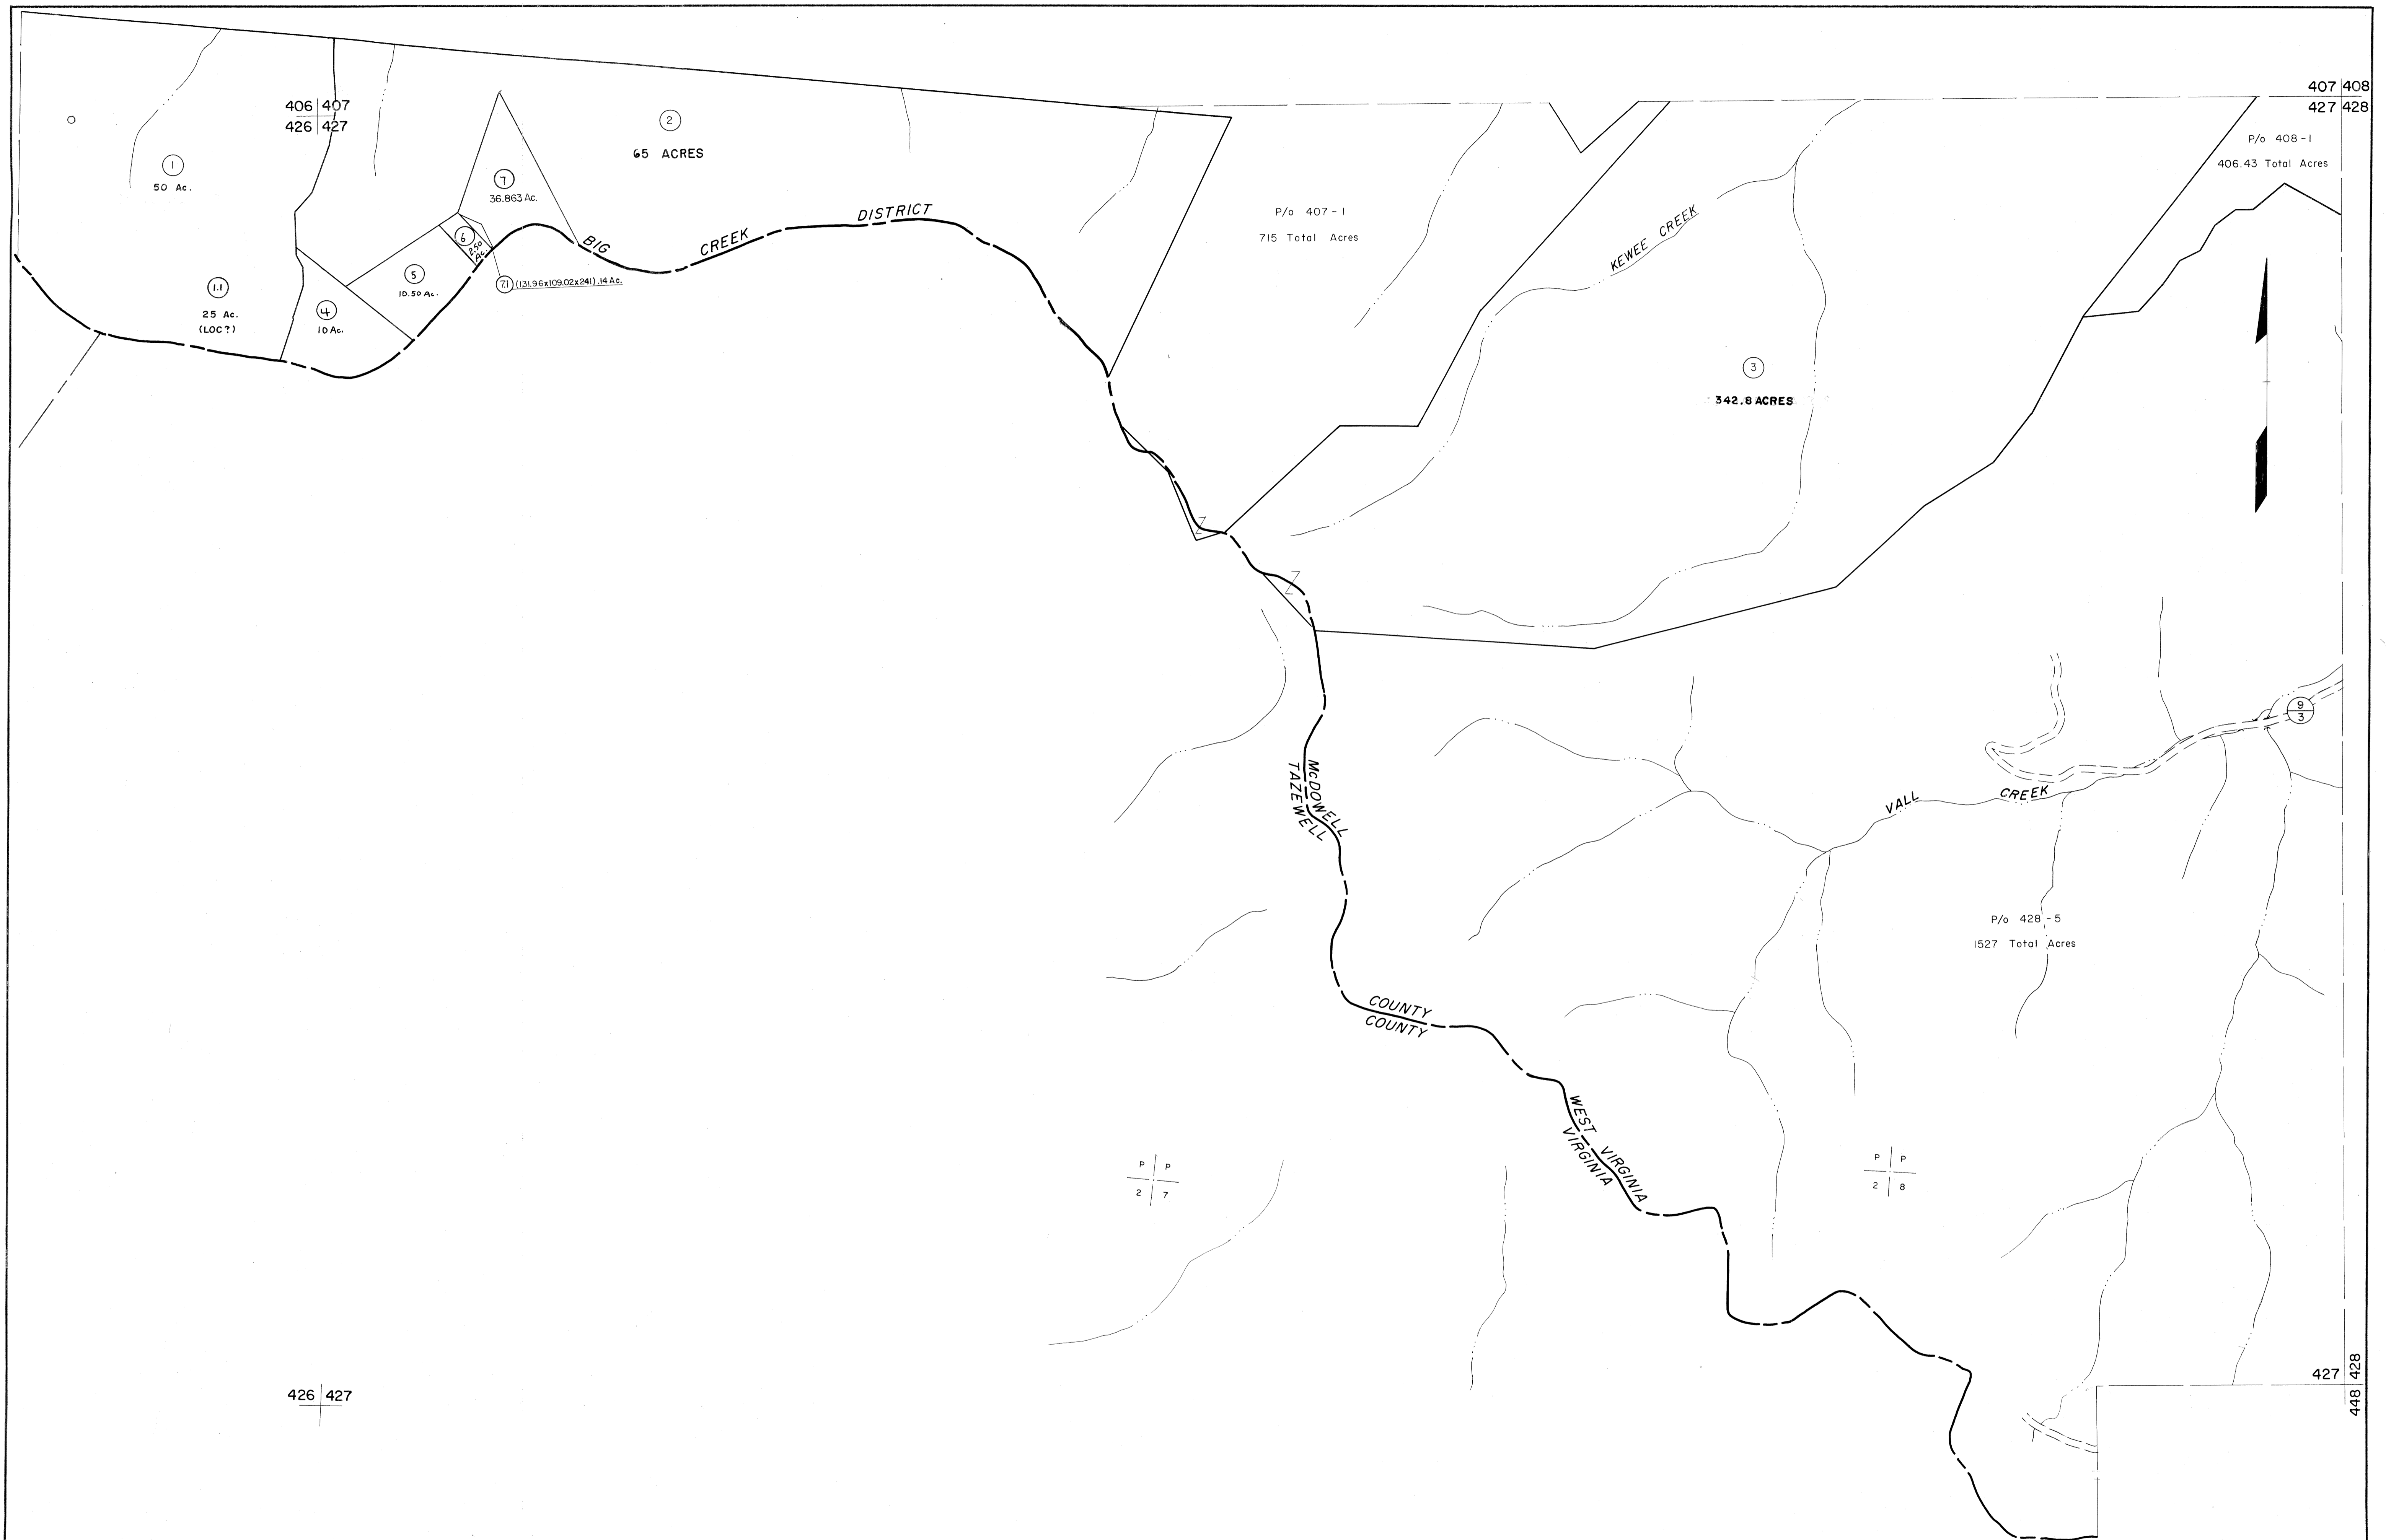 406 407
426 427
407 408
427 428
1
50 Ac.
2
65 ACRES
7
36.863 Ac.
6
2.50
Ac.
5
10.50 Ac.
7.1 (131.96x109.02x241) .14 Ac.
4
10 Ac.
1.1
25 Ac.
(LOC?)
BIG CREEK DISTRICT
P/o 407-1
715 Total Acres
KEWEE CREEK
P/o 408-1
406.43 Total Acres
3
342.8 ACRES
Z
Z
McDOWELL
TAZEWELL
9
3
VALL CREEK
P/o 428-5
1527 Total Acres
COUNTY
COUNTY
WEST VIRGINIA
VIRGINIA
P P
2 7
P P
2 8
426 427
427 428
448